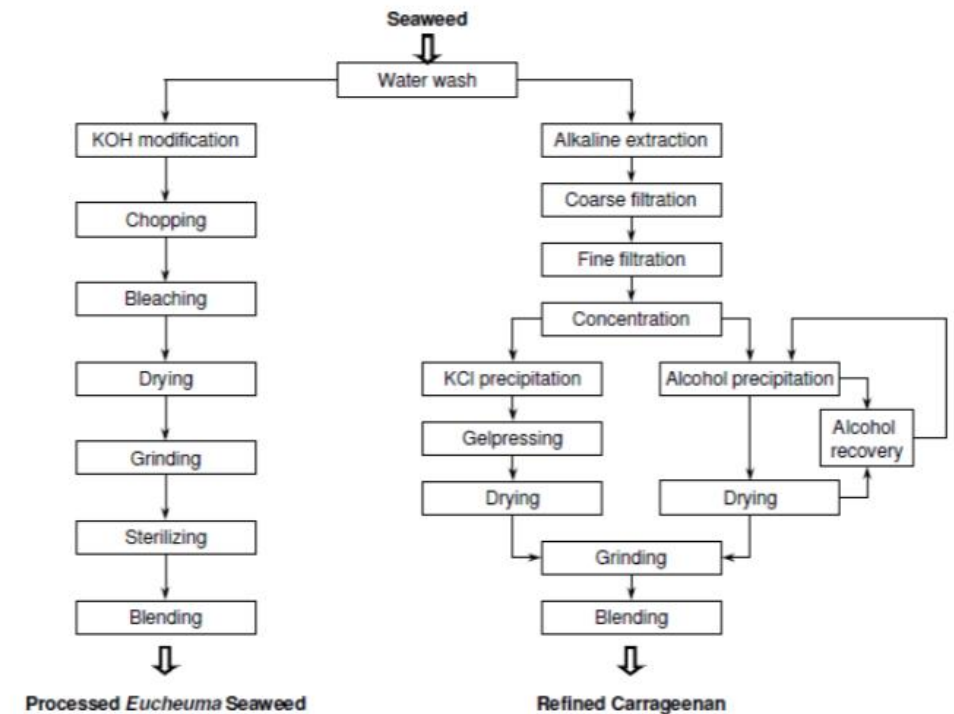 Seaweed
Water wash
KOH modification
Chopping
Bleaching
Drying
Grinding
Sterilizing
Blending
Processed Eucheuma Seaweed
Alkaline extraction
Coarse filtration
Fine filtration
Concentration
KCl precipitation
Gelpressing
Drying
Alcohol precipitation
Alcohol
recovery
Drying
Grinding
Blending
Refined Carrageenan